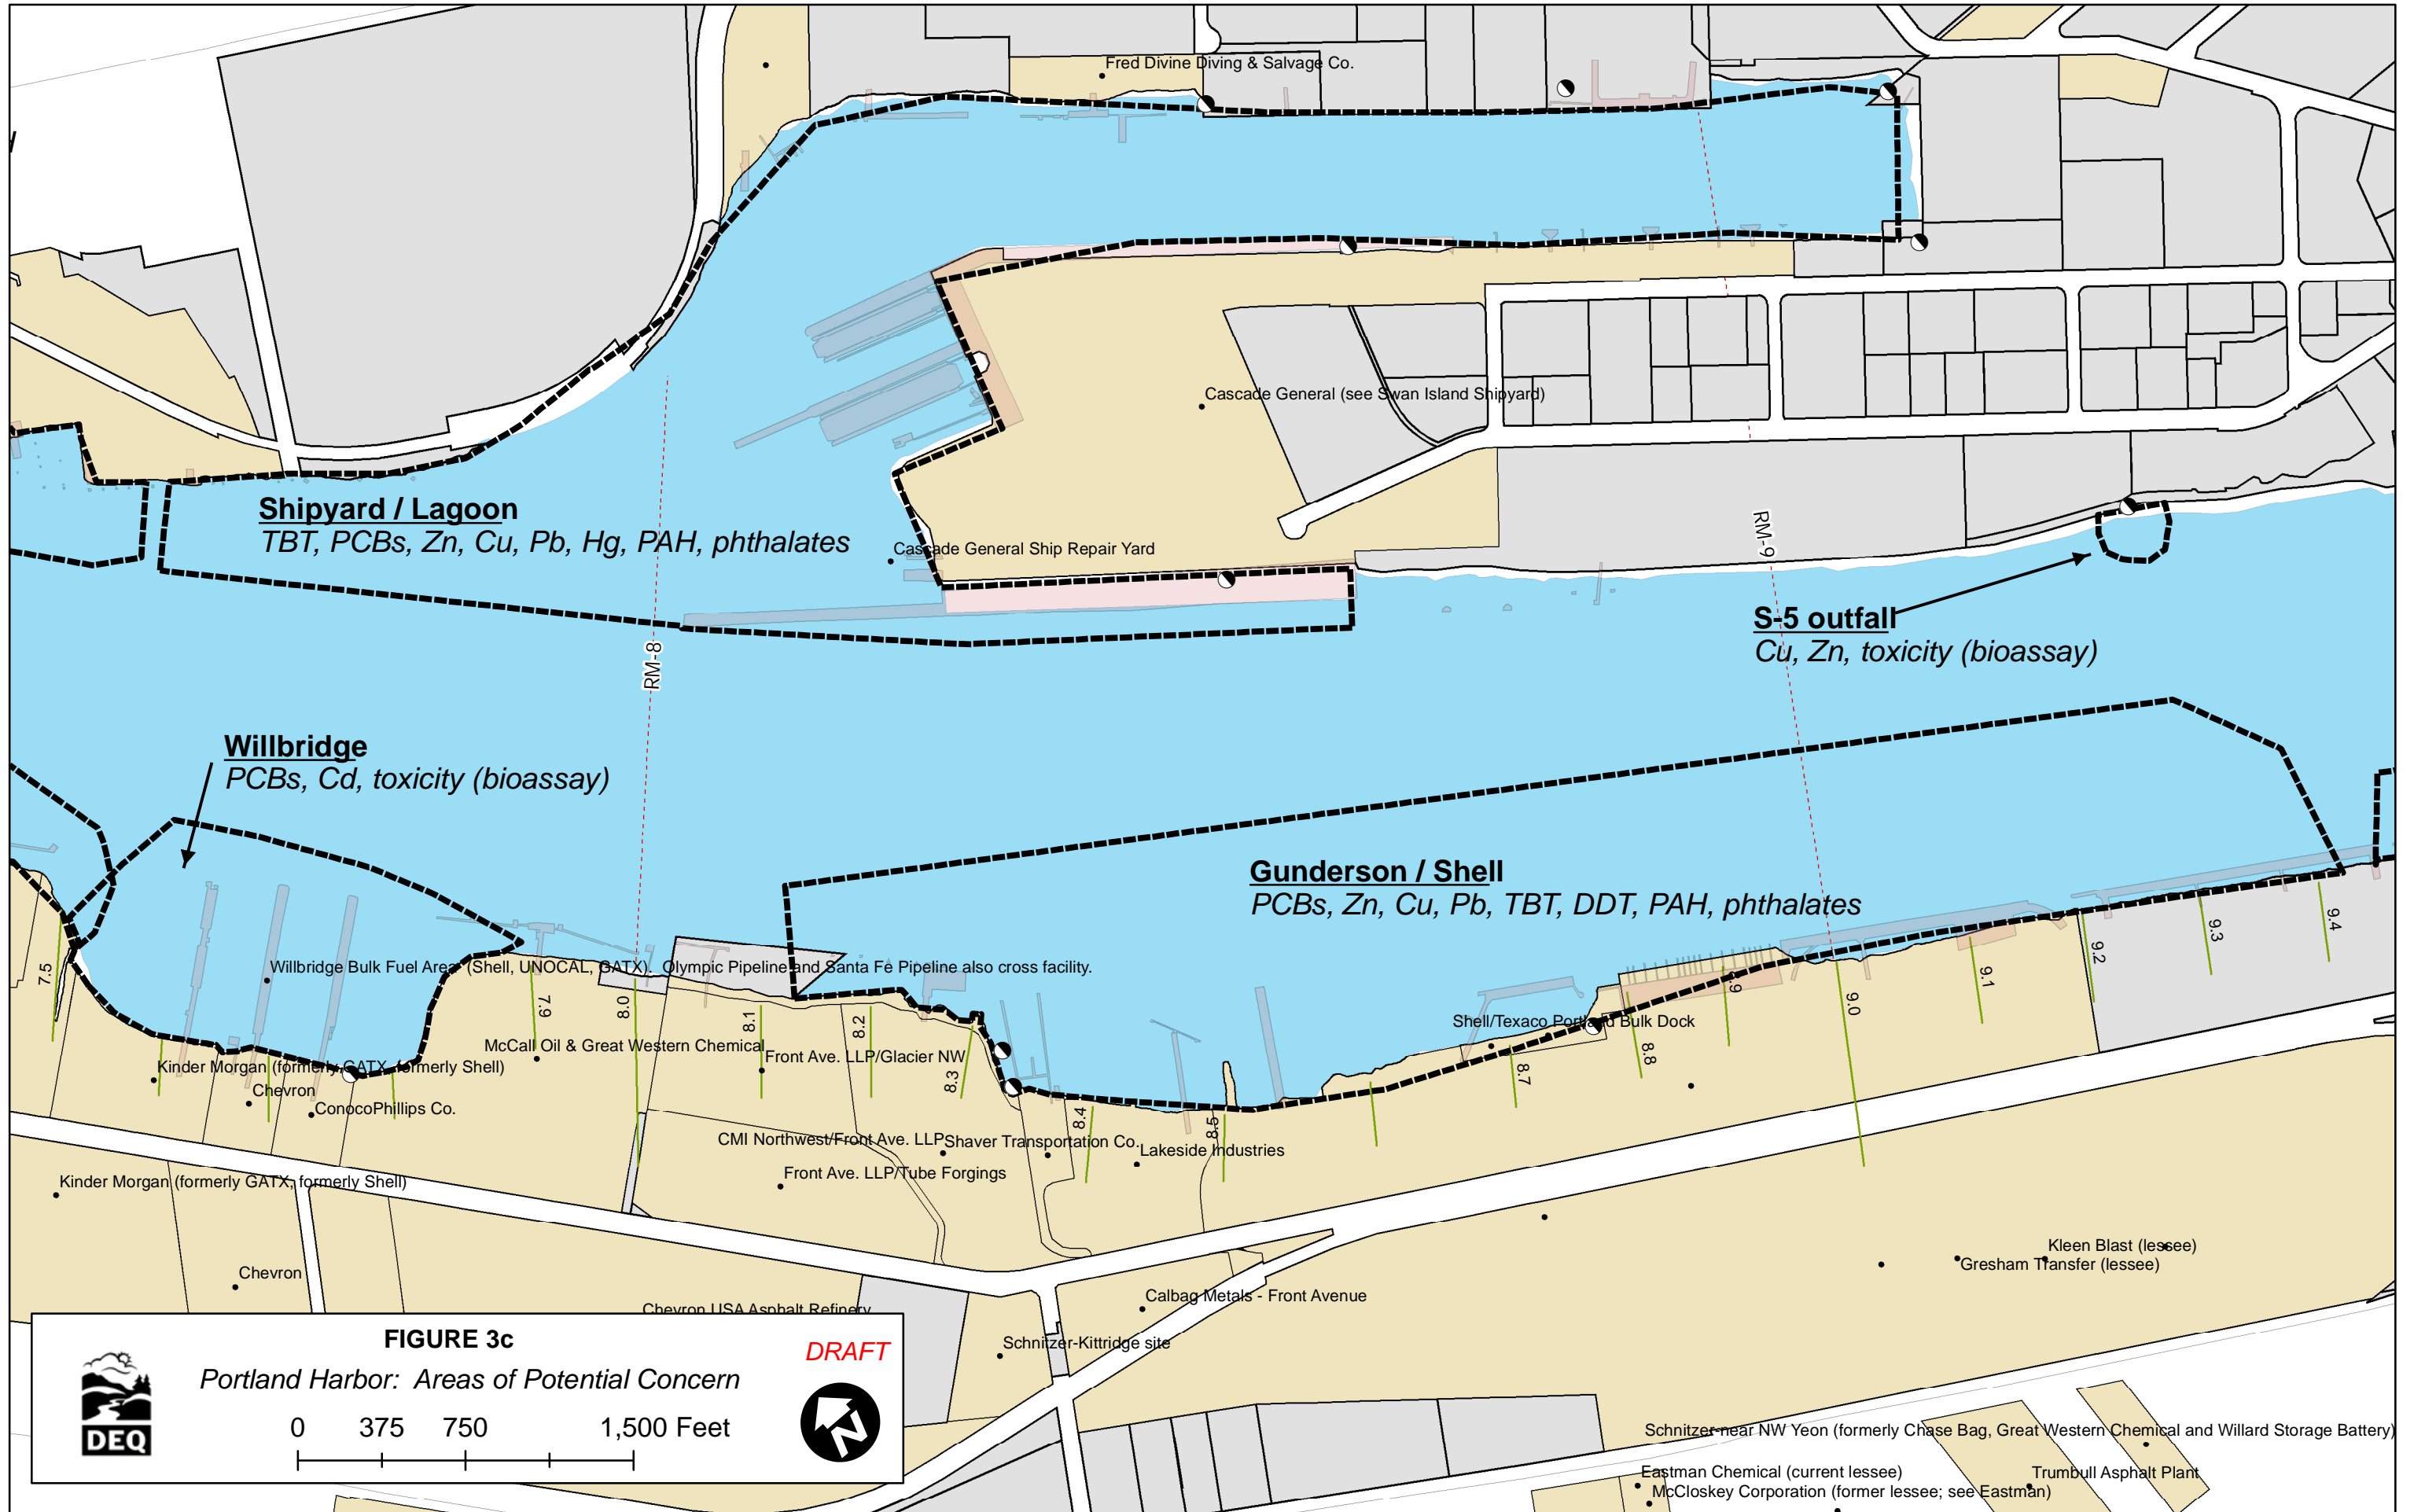 Fred Divine Diving & Salvage Co.
Cascade General (see Swan Island Shipyard)
Shipyard / Lagoon
TBT, PCBs, Zn, Cu, Pb, Hg, PAH, phthalates
Cascade General Ship Repair Yard
RM-9
S-5 outfall
Cu, Zn, toxicity (bioassay)
RM-8
Willbridge
PCBs, Cd, toxicity (bioassay)
Gunderson / Shell
PCBs, Zn, Cu, Pb, TBT, DDT, PAH, phthalates
7.5
Willbridge Bulk Fuel Area (Shell, UNOCAL, GATX). Olympic Pipeline and Santa Fe Pipeline also cross facility.
7.9
8.0
8.1
8.2
8.3
8.4
8.5
8.7
8.8
.9
9.0
9.1
9.2
9.3
9.4
Shell/Texaco Portland Bulk Dock
McCall Oil & Great Western Chemical
Front Ave. LLP/Glacier NW
Kinder Morgan (formerly GATX, formerly Shell)
Chevron
ConocoPhillips Co.
CMI Northwest/Front Ave. LLP
Shaver Transportation Co.
Lakeside Industries
Front Ave. LLP/Tube Forgings
Kinder Morgan (formerly GATX, formerly Shell)
Chevron
Kleen Blast (lessee)
Gresham Transfer (lessee)
Calbag Metals - Front Avenue
Chevron USA Asphalt Refinery
Schnitzer-Kittridge site
FIGURE 3c
DRAFT
Portland Harbor: Areas of Potential Concern
0 375 750 1,500 Feet
N
DEQ
Schnitzer-near NW Yeon (formerly Chase Bag, Great Western Chemical and Willard Storage Battery)
Eastman Chemical (current lessee)
Trumbull Asphalt Plant
McCloskey Corporation (former lessee; see Eastman)